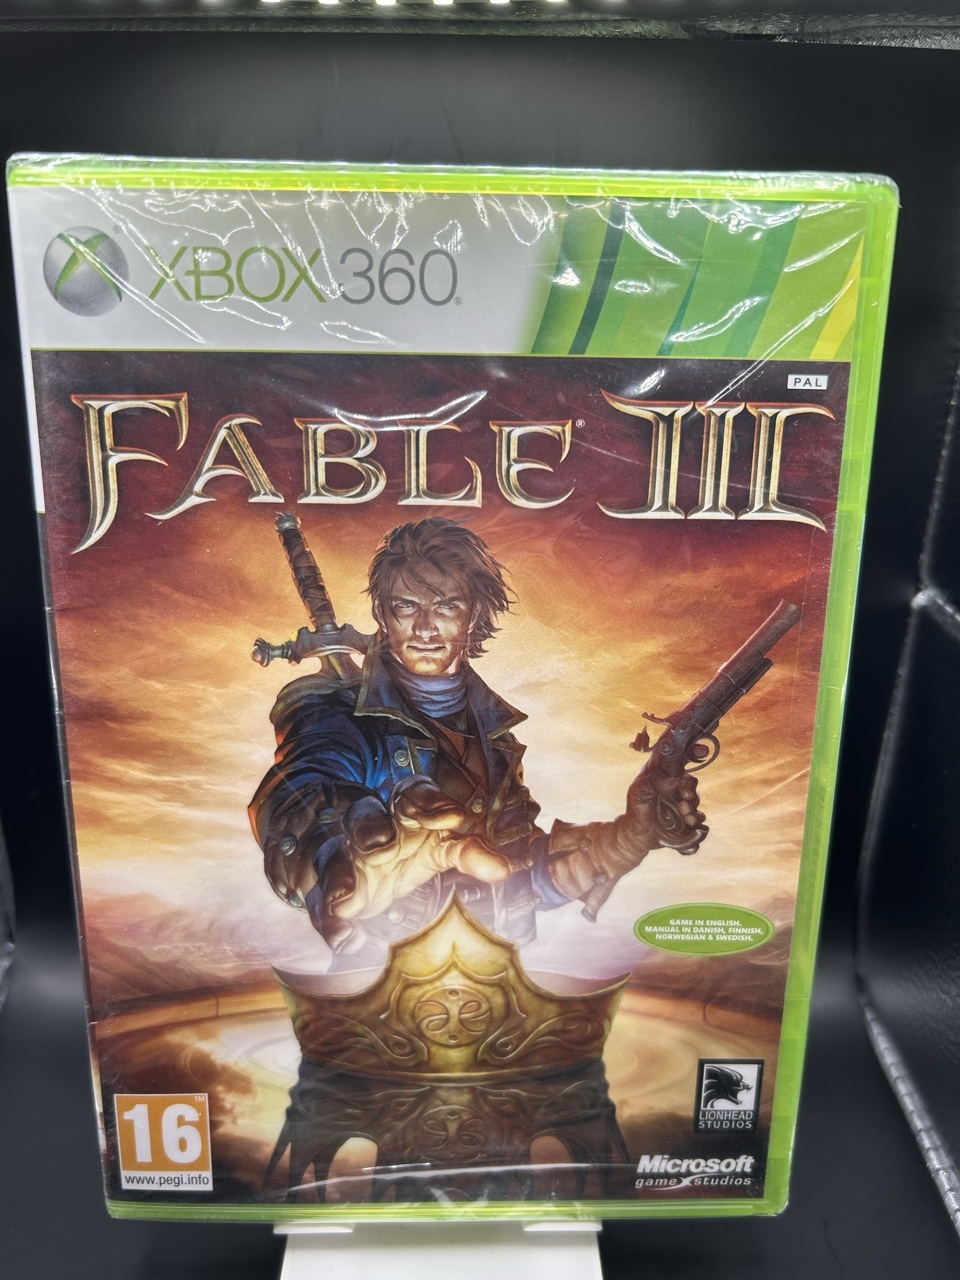 XBOX 360®
PAL
FABLE® III
GAME IN ENGLISH.
MANUAL IN DANISH, FINNISH,
NORWEGIAN & SWEDISH.
16™
www.pegi.info
LIONHEAD
STUDIOS
Microsoft
game studios